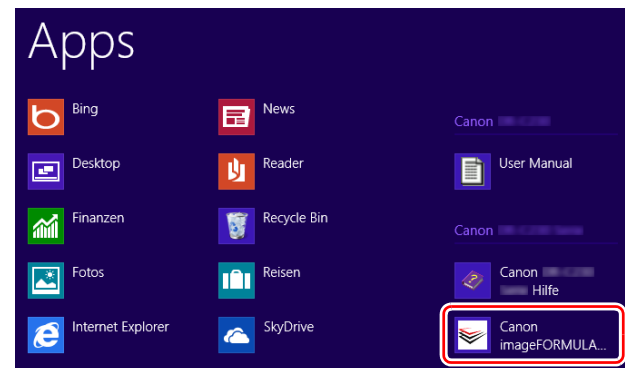 Apps
Bing
Desktop
Finanzen
Fotos
Internet Explorer
News
Reader
Recycle Bin
Reisen
SkyDrive
Canon
User Manual
Canon
Canon
Hilfe
Canon
imageFORMULA...